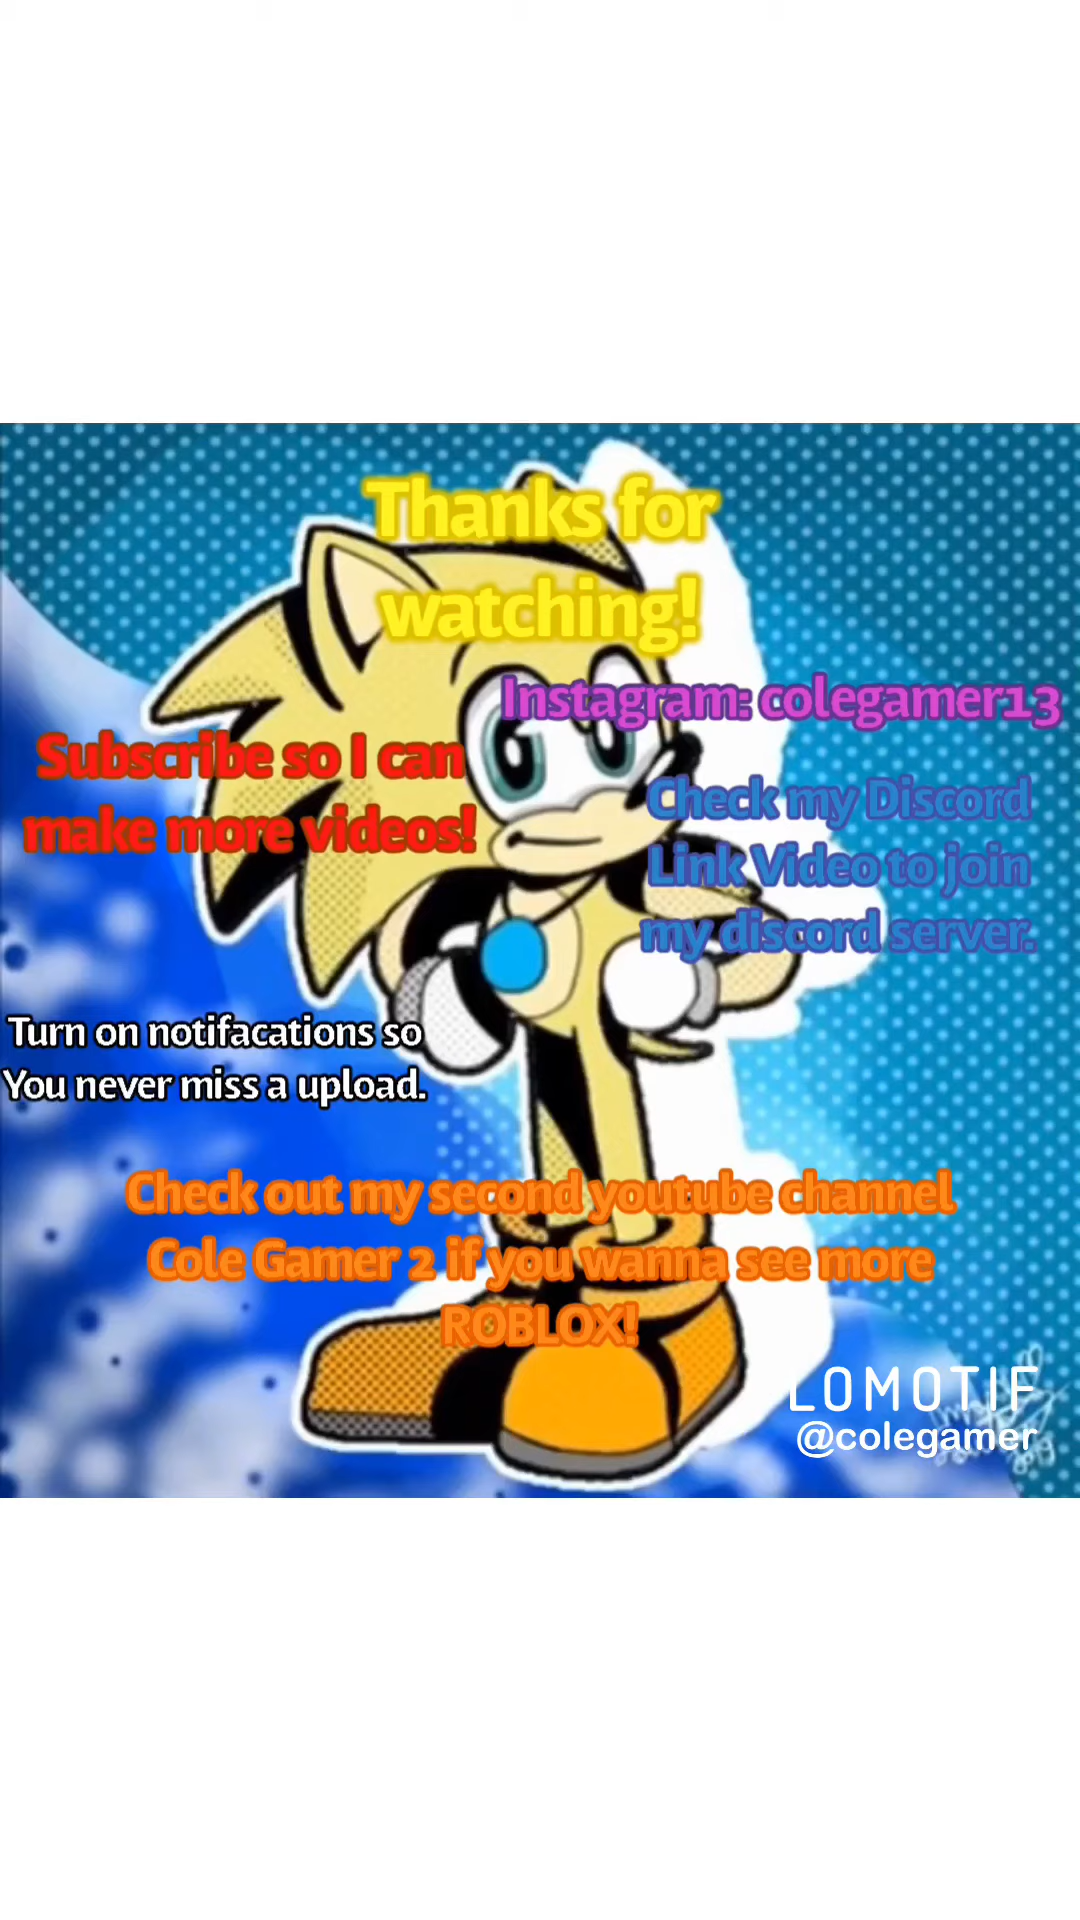 Thanks for
watching!
Instagram: colegamer13
Subscribe so I can
make more videos!
Check my Discord
Link Video to join
my discord server.
Turn on notifacations so
You never miss a upload.
Check out my second youtube channel
Cole Gamer 2 if you wanna see more
ROBLOX!
LOMOTIF
@colegamer